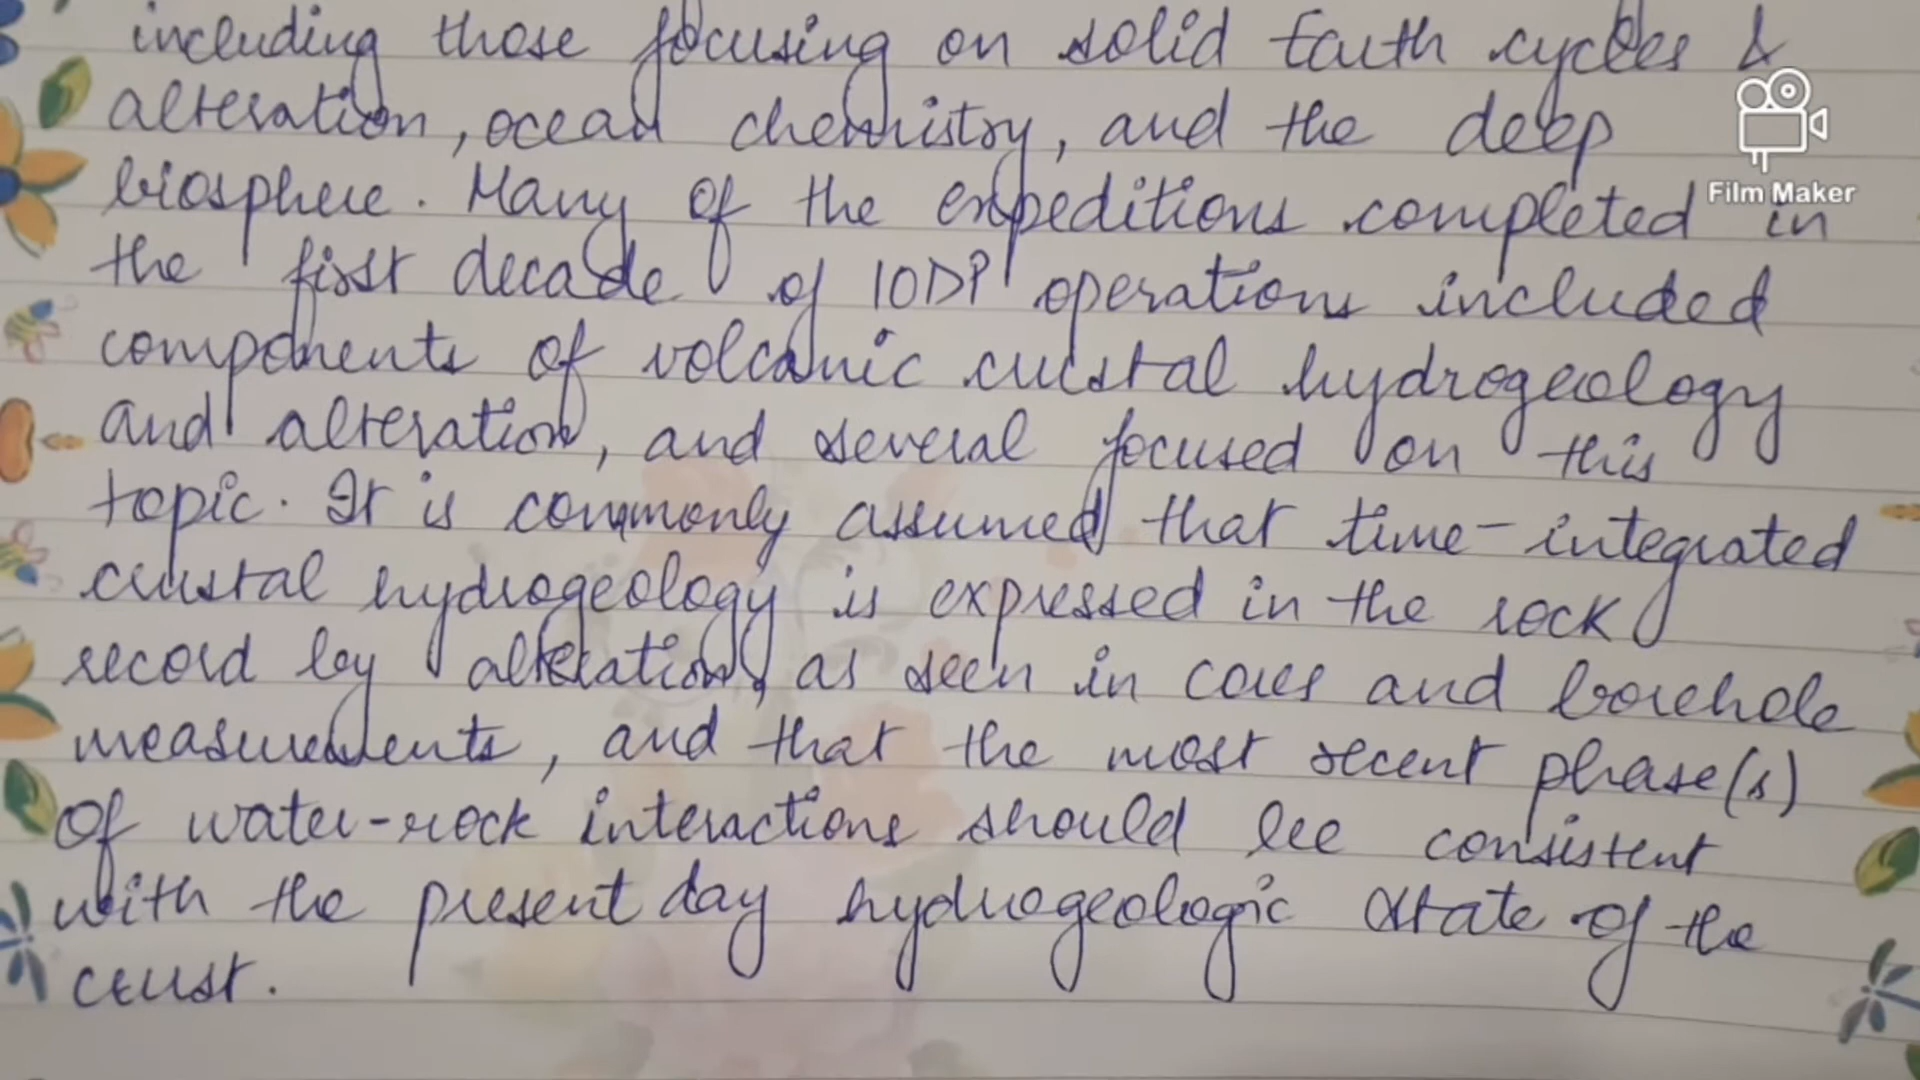 including those focusing on solid Earth cycles &
alteration, ocean chemistry, and the deep
biosphere. Many of the expeditions completed in
the first decade of IODP operations included
components of volcanic crustal hydrogeology
and alteration, and several focused on this
topic. It is commonly assumed that time-integrated
crustal hydrogeology is expressed in the rock
record by alteration, as seen in cores and borehole
measurements, and that the most recent phase(s)
of water-rock interactions should be consistent
with the present day hydrogeologic state of the
crust.
Film Maker